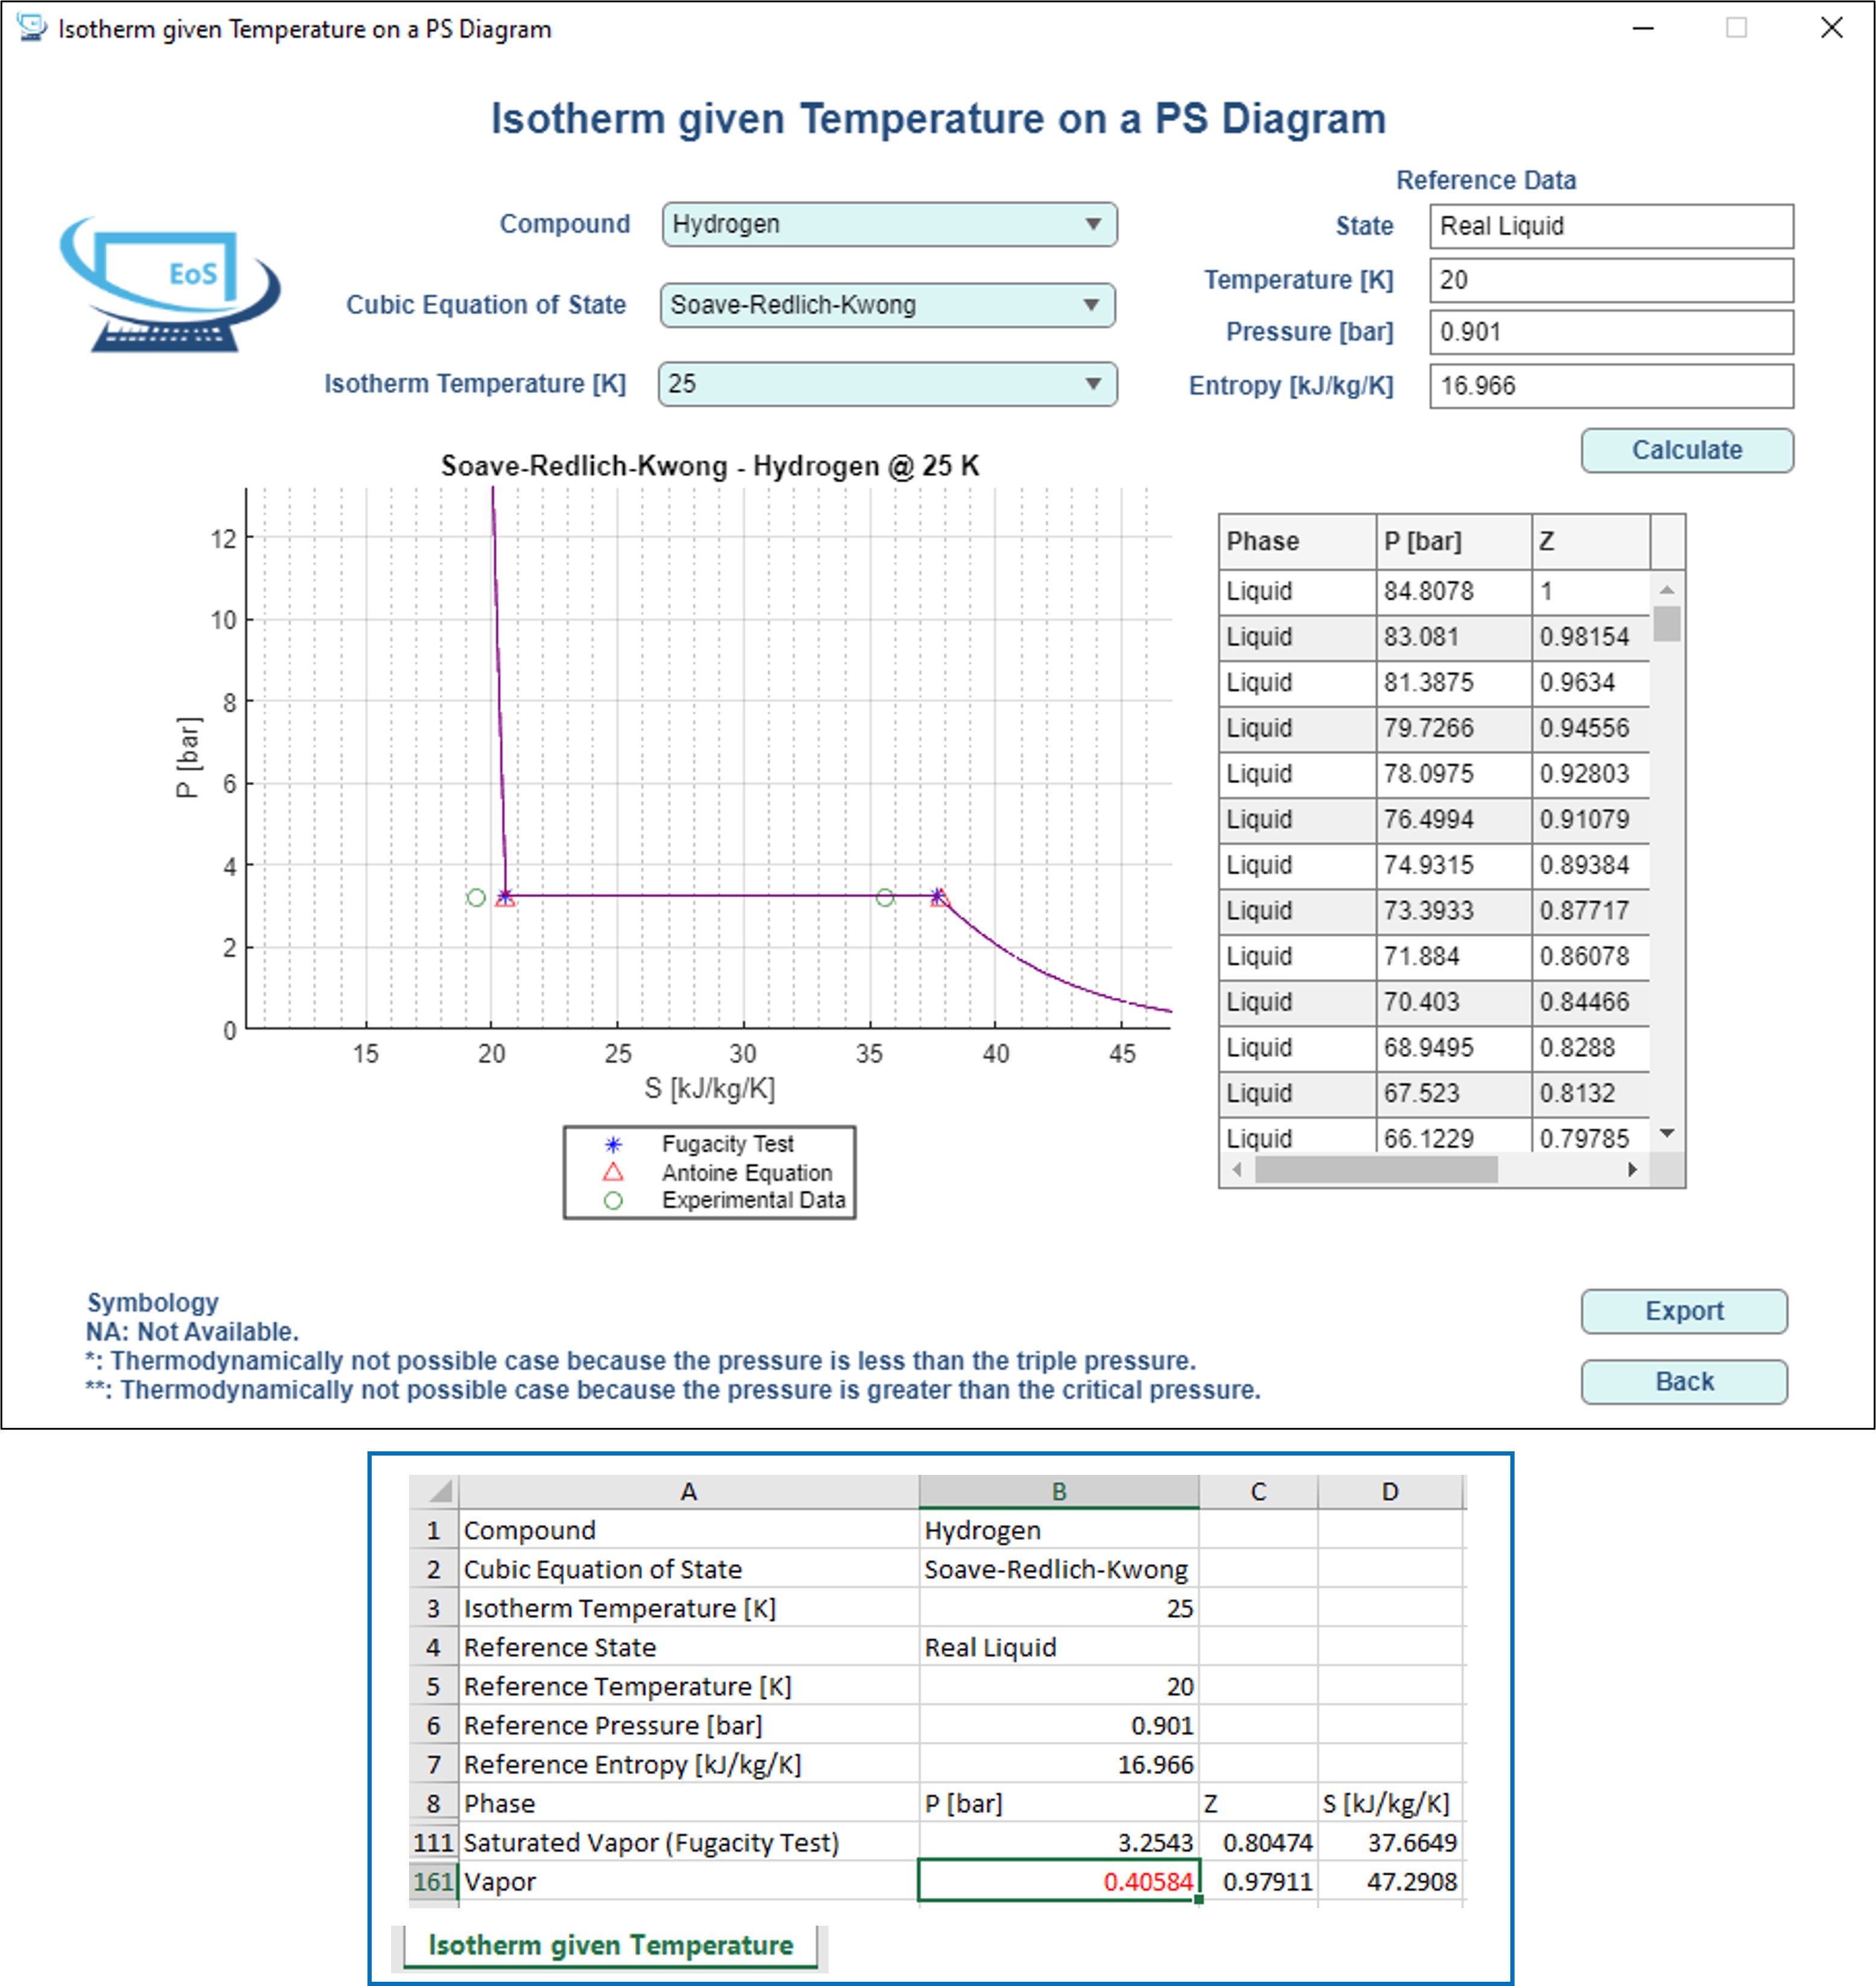 Isotherm given Temperature on a PS Diagram
Isotherm given Temperature on a PS Diagram
EoS
Compound Hydrogen
Cubic Equation of State Soave-Redlich-Kwong
Isotherm Temperature [K] 25
Reference Data
State Real Liquid
Temperature [K] 20
Pressure [bar] 0.901
Entropy [kJ/kg/K] 16.966
Calculate
Soave-Redlich-Kwong - Hydrogen @ 25 K
P [bar]
12
10
8
6
4
2
0
15 20 25 30 35 40 45
S [kJ/kg/K]
Fugacity Test
Antoine Equation
Experimental Data
Phase P [bar] Z
Liquid 84.8078 1
Liquid 83.081 0.98154
Liquid 81.3875 0.9634
Liquid 79.7266 0.94556
Liquid 78.0975 0.92803
Liquid 76.4994 0.91079
Liquid 74.9315 0.89384
Liquid 73.3933 0.87717
Liquid 71.884 0.86078
Liquid 70.403 0.84466
Liquid 68.9495 0.8288
Liquid 67.523 0.8132
Liquid 66.1229 0.79785
Symbology
NA: Not Available.
*: Thermodynamically not possible case because the pressure is less than the triple pressure.
**: Thermodynamically not possible case because the pressure is greater than the critical pressure.
Export
Back
A B C D
1 Compound Hydrogen
2 Cubic Equation of State Soave-Redlich-Kwong
3 Isotherm Temperature [K] 25
4 Reference State Real Liquid
5 Reference Temperature [K] 20
6 Reference Pressure [bar] 0.901
7 Reference Entropy [kJ/kg/K] 16.966
8 Phase P [bar] Z S [kJ/kg/K]
111 Saturated Vapor (Fugacity Test) 3.2543 0.80474 37.6649
161 Vapor 0.40584 0.97911 47.2908
Isotherm given Temperature